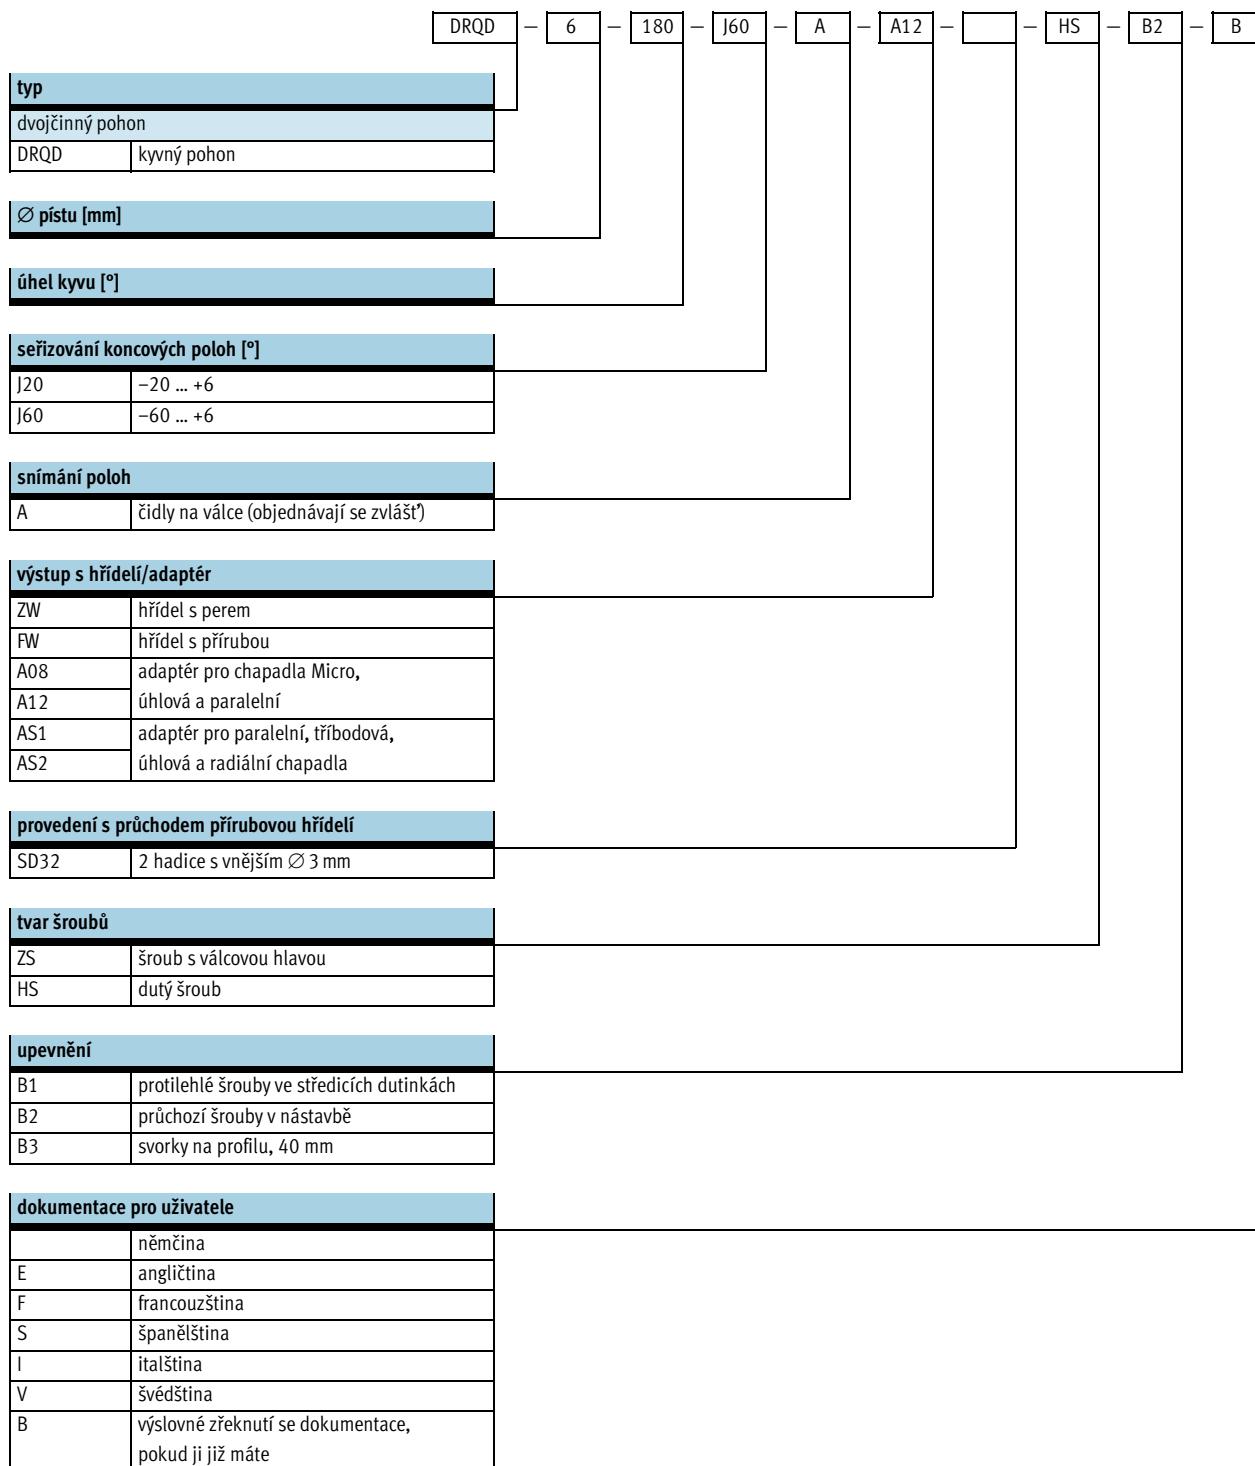 DRQD – 6 – 180 – J60 – A – A12 – – HS – B2 – B
typ
dvojčinný pohon
DRQD kyvný pohon
∅ pístu [mm]
úhel kyvu [°]
seřizování koncových poloh [°]
J20 –20 ... +6
J60 –60 ... +6
snímání poloh
A čidly na válce (objednávají se zvlášť)
výstup s hřídelí/adaptér
ZW hřídel s perem
FW hřídel s přírubou
A08 adaptér pro chapadla Micro,
A12 úhlová a paralelní
AS1 adaptér pro paralelní, tříbodová,
AS2 úhlová a radiální chapadla
provedení s průchodem přírubovou hřídelí
SD32 2 hadice s vnějším ∅ 3 mm
tvar šroubů
ZS šroub s válcovou hlavou
HS dutý šroub
upevnění
B1 protilehlé šrouby ve středicích dutinkách
B2 průchozí šrouby v nástavbě
B3 svorky na profilu, 40 mm
dokumentace pro uživatele
němčina
E angličtina
F francouzština
S španělština
I italština
V švédština
B výslovné zřeknutí se dokumentace,
pokud ji již máte